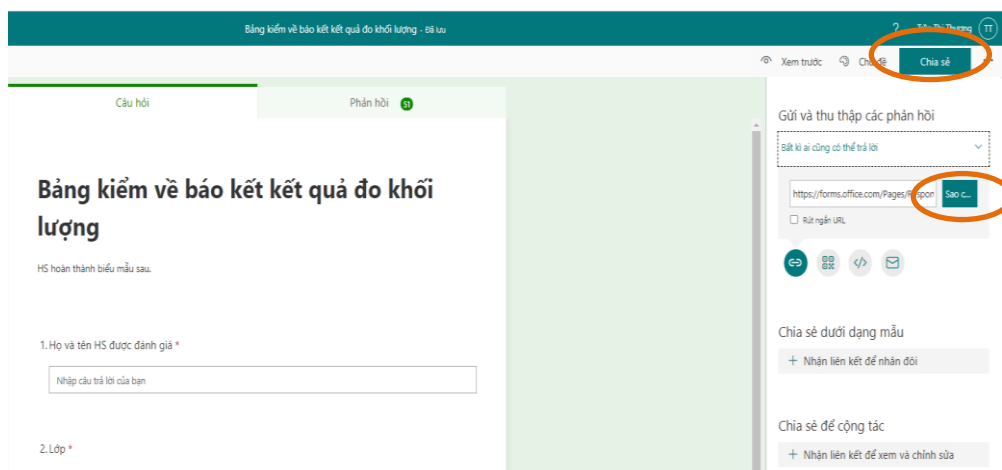 Bảng kiểm về báo kết kết quả đo khối lượng - Đã lưu
?
Thị Thương
TT
Xem trước
Chủ đề
Chia sẻ
Câu hỏi
Phản hồi
51
Gửi và thu thập các phản hồi
Bất kì ai cũng có thể trả lời
Bảng kiểm về báo kết kết quả đo khối
lượng
https://forms.office.com/Pages/Respon
Sao c...
Rút ngắn URL
HS hoàn thành biểu mẫu sau.
Chia sẻ dưới dạng mẫu
1. Họ và tên HS được đánh giá *
+ Nhận liên kết để nhân đôi
Nhập câu trả lời của bạn
Chia sẻ để cộng tác
2. Lớp *
+ Nhận liên kết để xem và chỉnh sửa